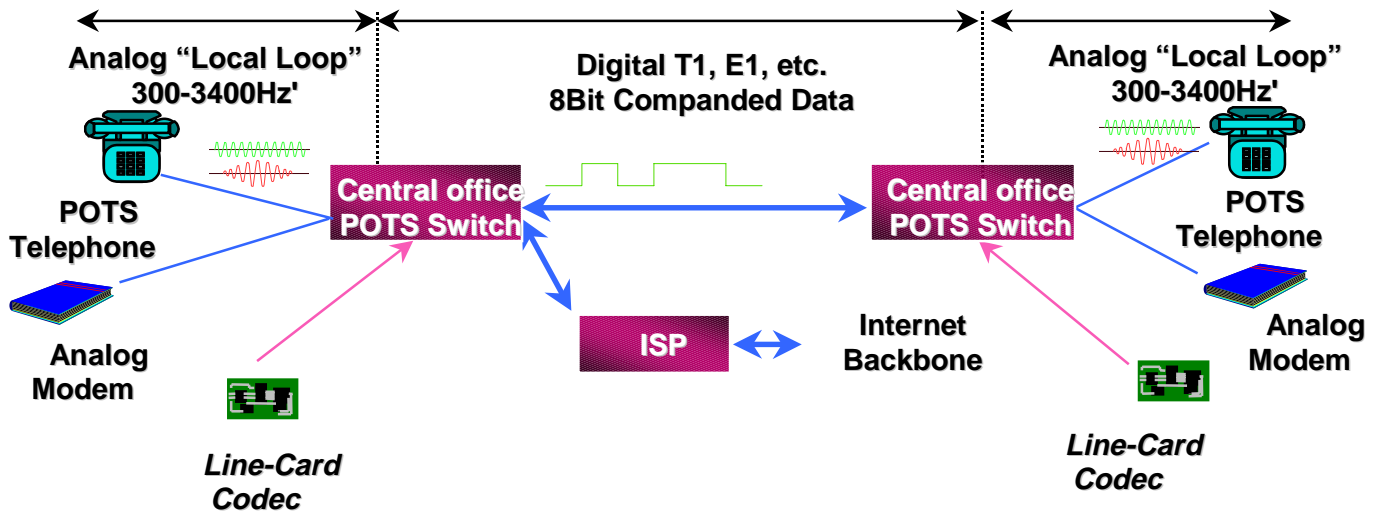 Analog “Local Loop”
300-3400Hz'
Digital T1, E1, etc.
8Bit Companded Data
Analog “Local Loop”
300-3400Hz'
POTS
Telephone
Central office
POTS Switch
Central office
POTS Switch
POTS
Telephone
Analog
Modem
ISP
Internet
Backbone
Analog
Modem
Line-Card
Codec
Line-Card
Codec